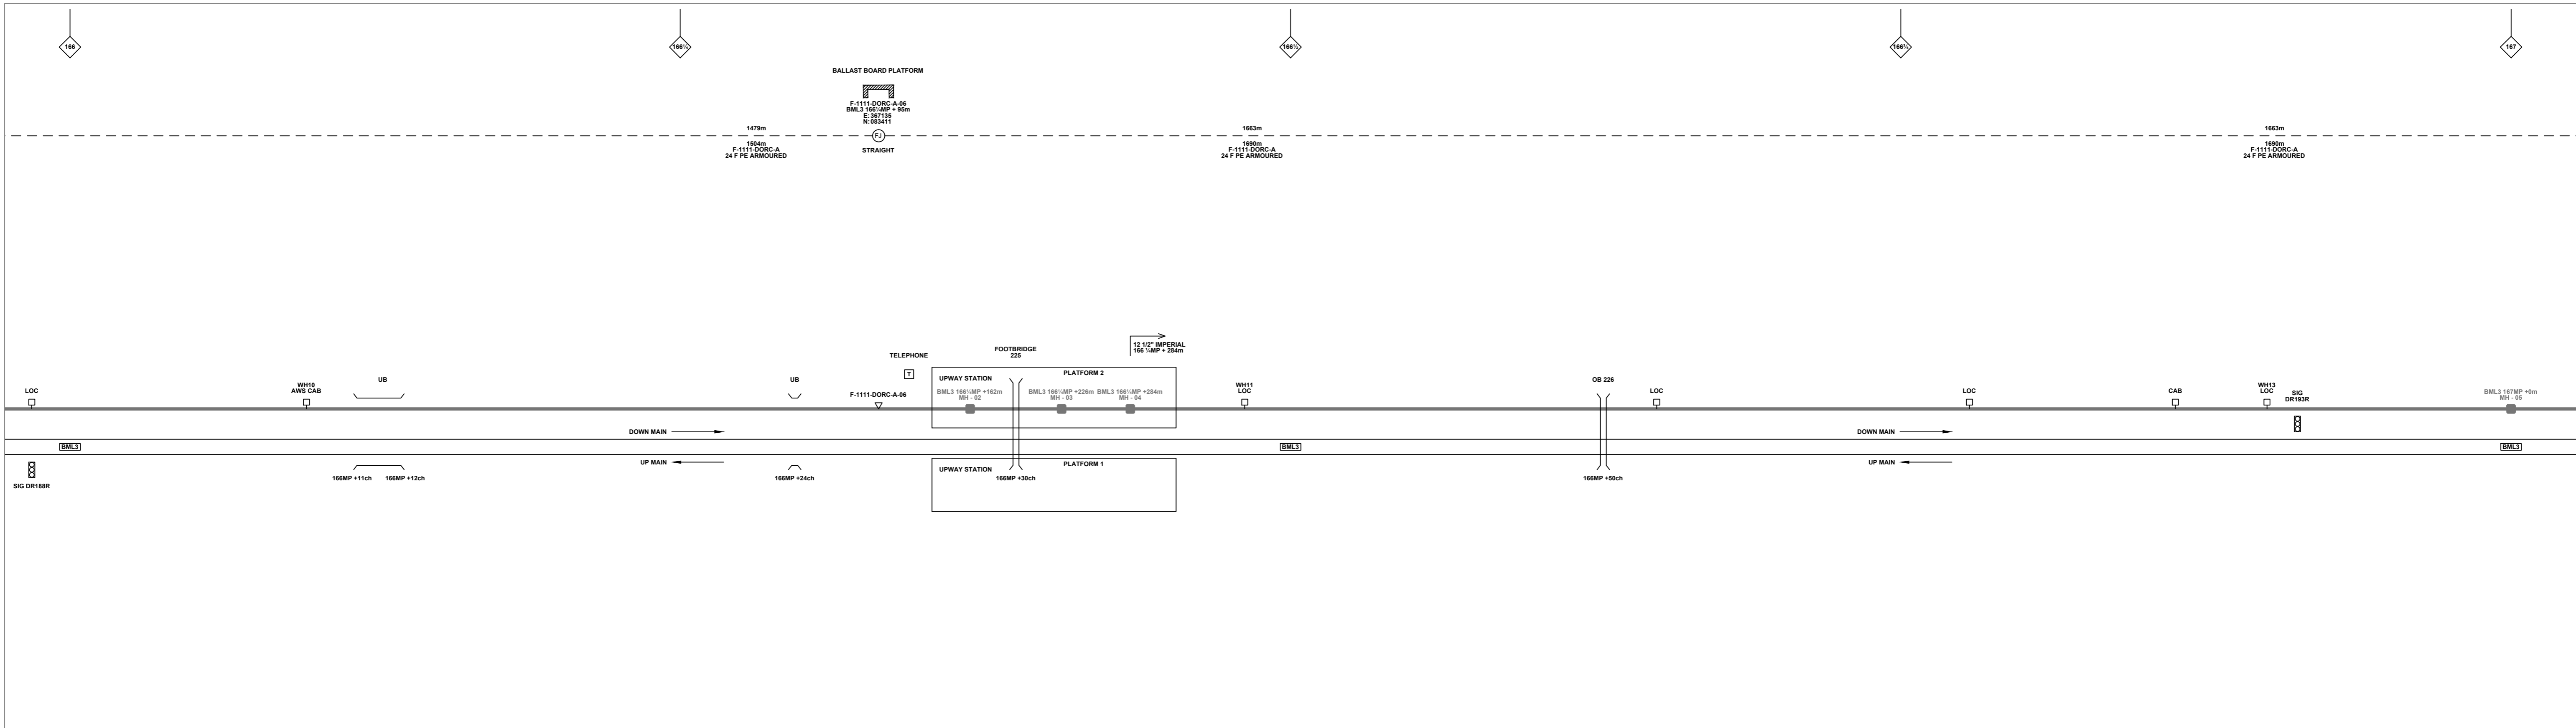 166
166¼
166½
166¾
167
BALLAST BOARD PLATFORM
F-1111-DORC-A-06
BML3 166¼MP + 95m
E: 367135
N: 083411
1479m
1504m
F-1111-DORC-A
24 F PE ARMOURED
FJ
STRAIGHT
1663m
1690m
F-1111-DORC-A
24 F PE ARMOURED
1663m
1690m
F-1111-DORC-A
24 F PE ARMOURED
12 1/2" IMPERIAL
166 ¼MP + 284m
LOC
WH10
AWS CAB
UB
UB
TELEPHONE
T
F-1111-DORC-A-06
FOOTBRIDGE
225
PLATFORM 2
UPWAY STATION
BML3 166¼MP +162m
MH - 02
BML3 166¼MP +226m
MH - 03
BML3 166¼MP +284m
MH - 04
WH11
LOC
OB 226
LOC
LOC
CAB
WH13
LOC
SIG
DR193R
BML3 167MP +0m
MH - 05
DOWN MAIN
DOWN MAIN
BML3
BML3
BML3
UP MAIN
UP MAIN
SIG DR188R
166MP +11ch
166MP +12ch
166MP +24ch
UPWAY STATION
PLATFORM 1
166MP +30ch
166MP +50ch